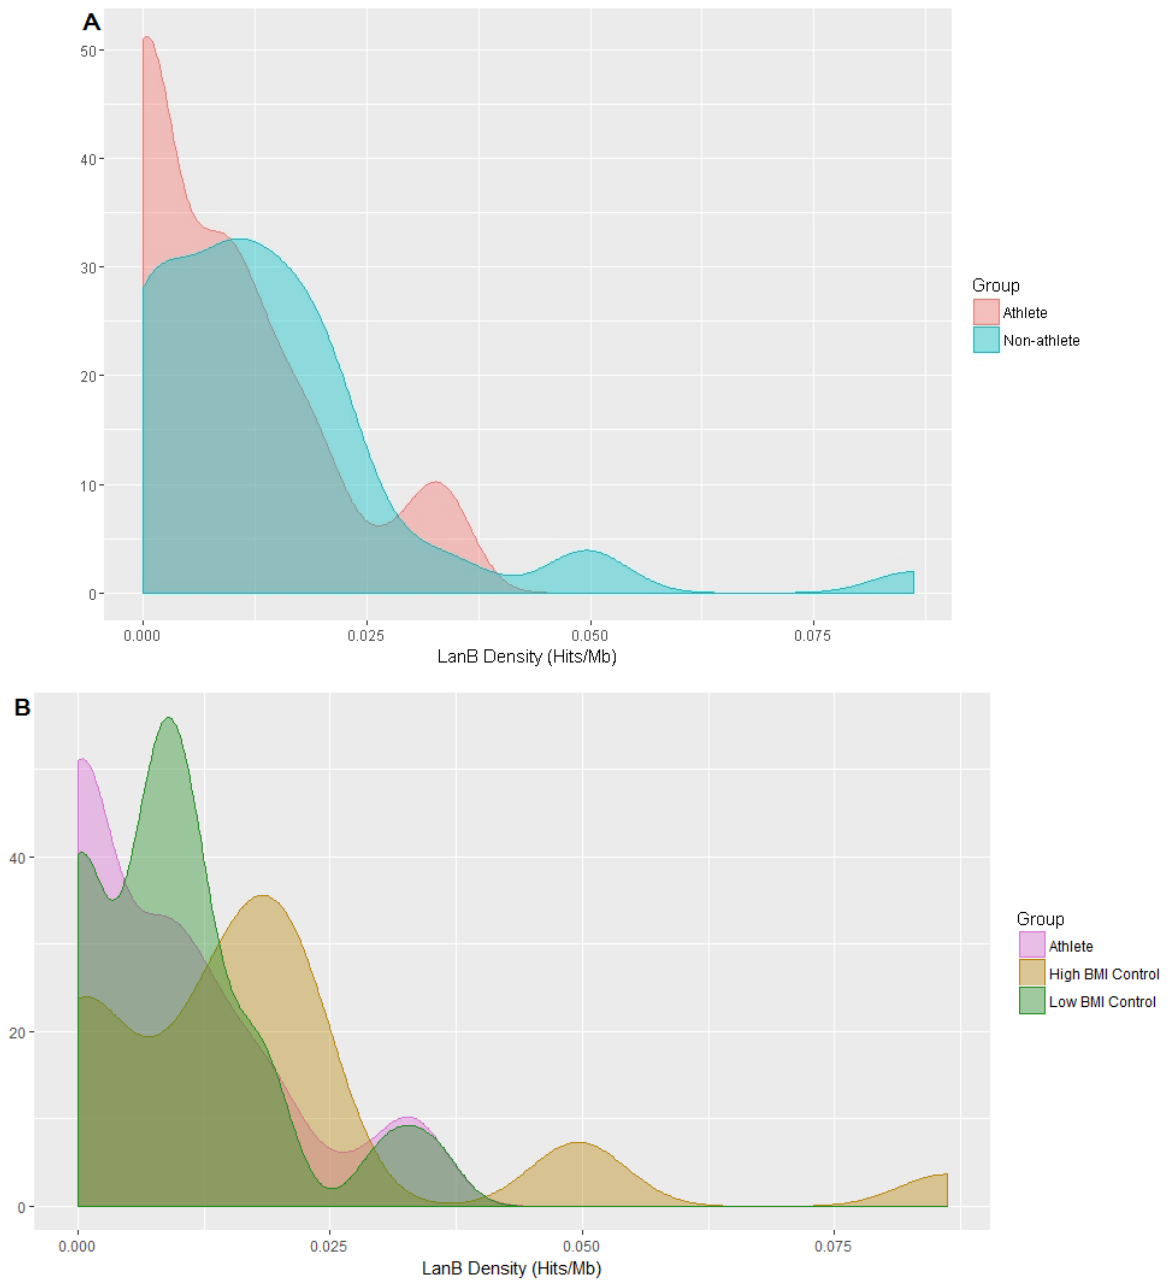 A
50
40
30
20
10
0
0.000 0.025 0.050 0.075
LanB Density (Hits/Mb)
Group
Athlete
Non-athlete
B
40
20
0
0.000 0.025 0.050 0.075
LanB Density (Hits/Mb)
Group
Athlete
High BMI Control
Low BMI Control